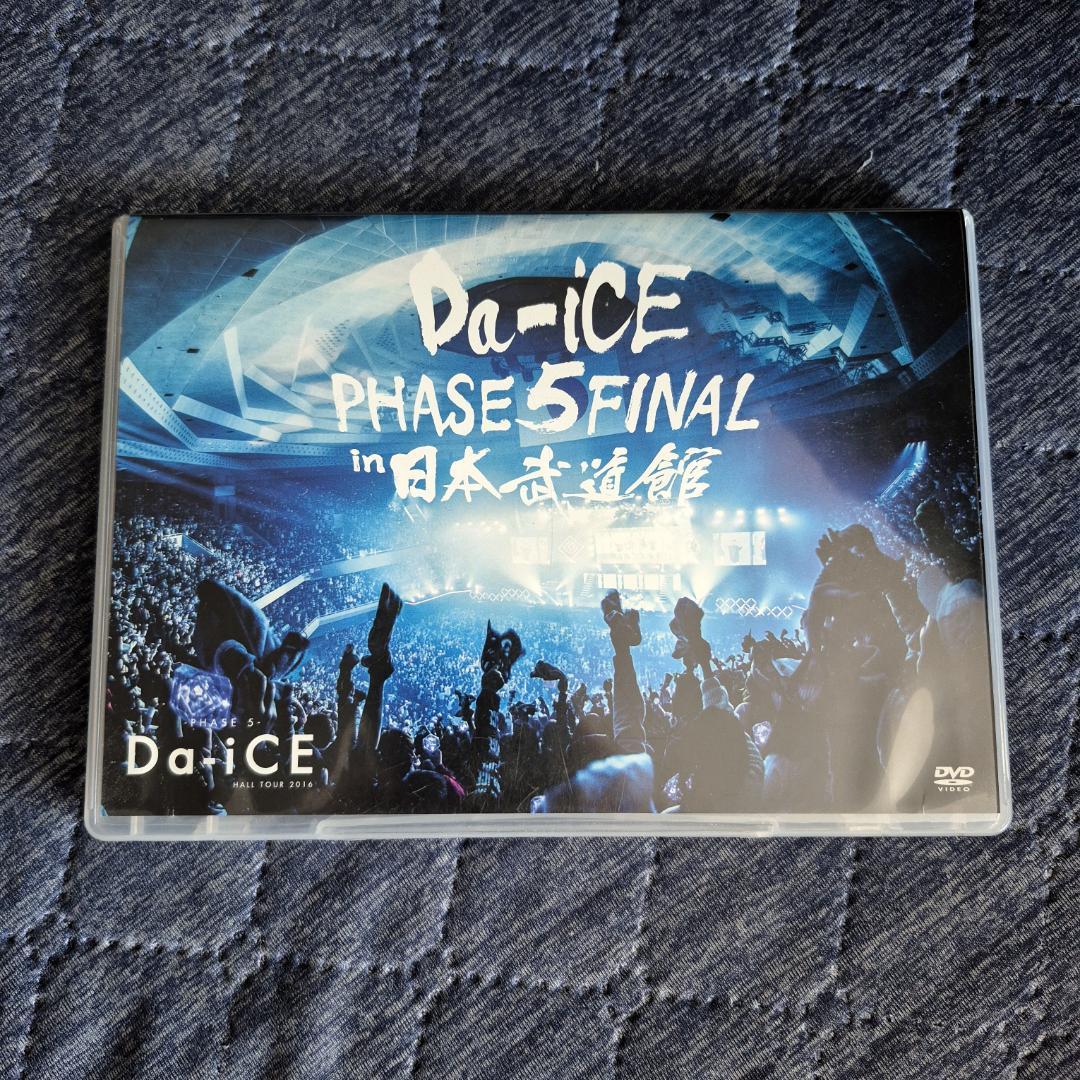 Da-iCE
PHASE 5 FINAL
in 日本武道館
-PHASE 5-
Da-iCE
HALL TOUR 2016
DVD
VIDEO